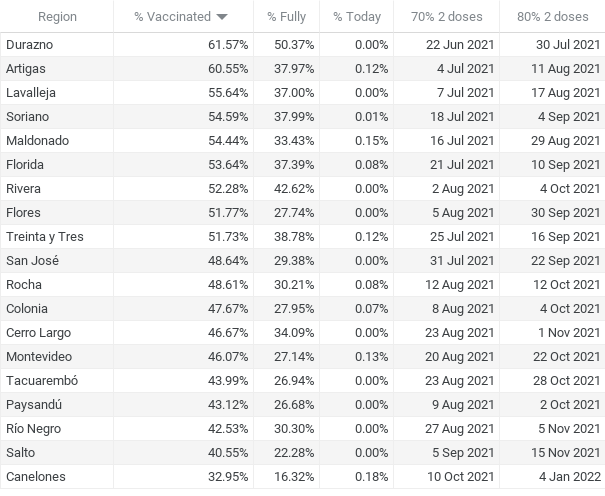 Region % Vaccinated % Fully % Today 70% 2 doses 80% 2 doses
Durazno 61.57% 50.37% 0.00% 22 Jun 2021 30 Jul 2021
Artigas 60.55% 37.97% 0.12% 4 Jul 2021 11 Aug 2021
Lavalleja 55.64% 37.00% 0.00% 7 Jul 2021 17 Aug 2021
Soriano 54.59% 37.99% 0.01% 18 Jul 2021 4 Sep 2021
Maldonado 54.44% 33.43% 0.15% 16 Jul 2021 29 Aug 2021
Florida 53.64% 37.39% 0.08% 21 Jul 2021 10 Sep 2021
Rivera 52.28% 42.62% 0.00% 2 Aug 2021 4 Oct 2021
Flores 51.77% 27.74% 0.00% 5 Aug 2021 30 Sep 2021
Treinta y Tres 51.73% 38.78% 0.12% 25 Jul 2021 16 Sep 2021
San José 48.64% 29.38% 0.00% 31 Jul 2021 22 Sep 2021
Rocha 48.61% 30.21% 0.08% 12 Aug 2021 12 Oct 2021
Colonia 47.67% 27.95% 0.07% 8 Aug 2021 4 Oct 2021
Cerro Largo 46.67% 34.09% 0.00% 23 Aug 2021 1 Nov 2021
Montevideo 46.07% 27.14% 0.13% 20 Aug 2021 22 Oct 2021
Tacuarembó 43.99% 26.94% 0.00% 23 Aug 2021 28 Oct 2021
Paysandú 43.12% 26.68% 0.00% 9 Aug 2021 2 Oct 2021
Río Negro 42.53% 30.30% 0.00% 27 Aug 2021 5 Nov 2021
Salto 40.55% 22.28% 0.00% 5 Sep 2021 15 Nov 2021
Canelones 32.95% 16.32% 0.18% 10 Oct 2021 4 Jan 2022